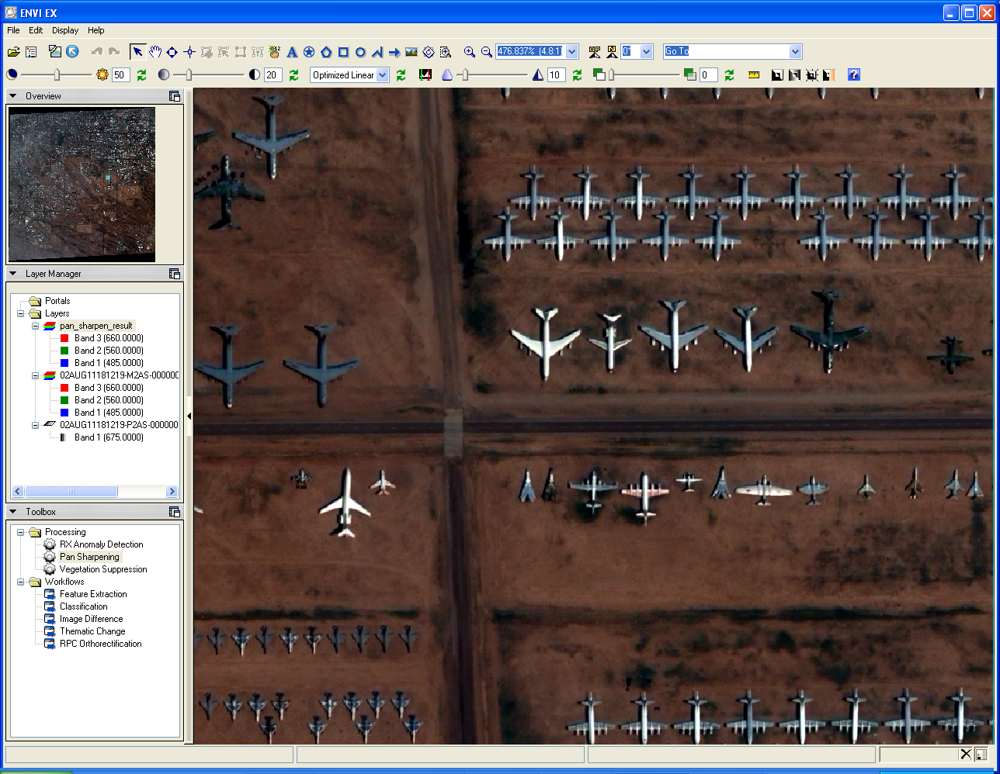 ENVI EX
File Edit Display Help
476.837% (4.8:1) 0° Go To
50 20 Optimized Linear 10 0
Overview
Layer Manager
Portals
Layers
pan_sharpen_result
Band 3 (660.0000)
Band 2 (560.0000)
Band 1 (485.0000)
02AUG11181219-M2AS-000000
Band 3 (660.0000)
Band 2 (560.0000)
Band 1 (485.0000)
02AUG11181219-P2AS-000000
Band 1 (675.0000)
Toolbox
Processing
RX Anomaly Detection
Pan Sharpening
Vegetation Suppression
Workflows
Feature Extraction
Classification
Image Difference
Thematic Change
RPC Orthorectification